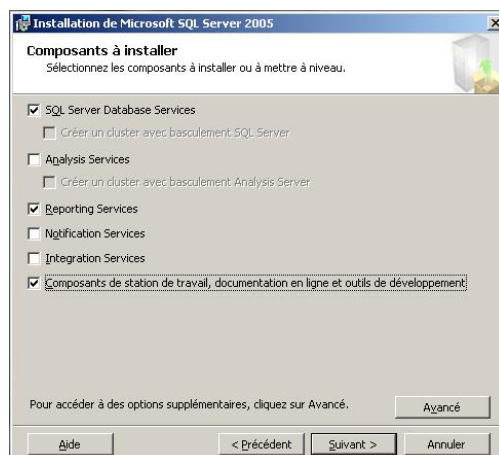 Installation de Microsoft SQL Server 2005
Composants à installer
Sélectionnez les composants à installer ou à mettre à niveau.
SQL Server Database Services
Créer un cluster avec basculement SQL Server
Analysis Services
Créer un cluster avec basculement Analysis Server
Reporting Services
Notification Services
Integration Services
Composants de station de travail, documentation en ligne et outils de développement
Pour accéder à des options supplémentaires, cliquez sur Avancé.
Avancé
Aide
< Précédent
Suivant >
Annuler